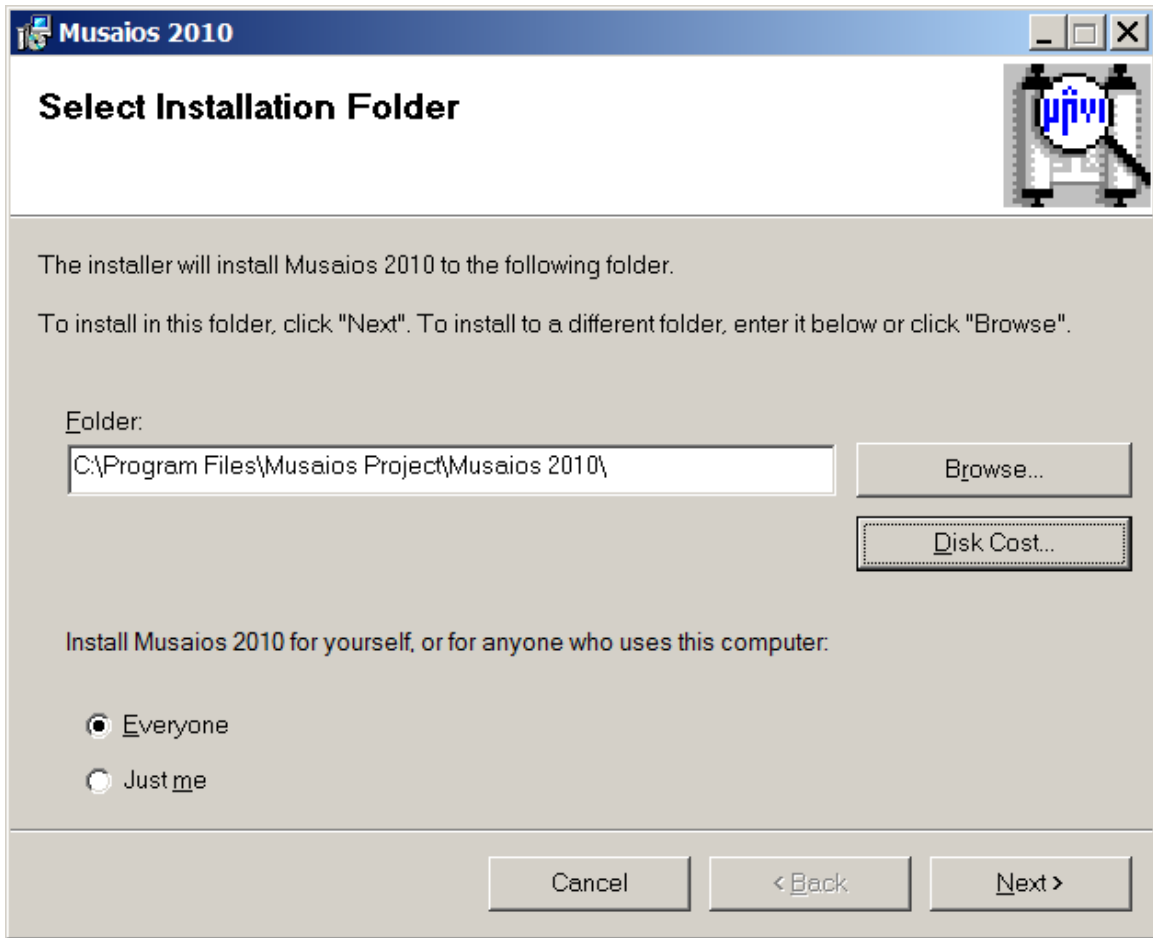 Musaios 2010
Select Installation Folder
μῆνι
The installer will install Musaios 2010 to the following folder.
To install in this folder, click "Next". To install to a different folder, enter it below or click "Browse".
Folder:
C:\Program Files\Musaios Project\Musaios 2010\
Browse...
Disk Cost...
Install Musaios 2010 for yourself, or for anyone who uses this computer:
Everyone
Just me
Cancel
< Back
Next >